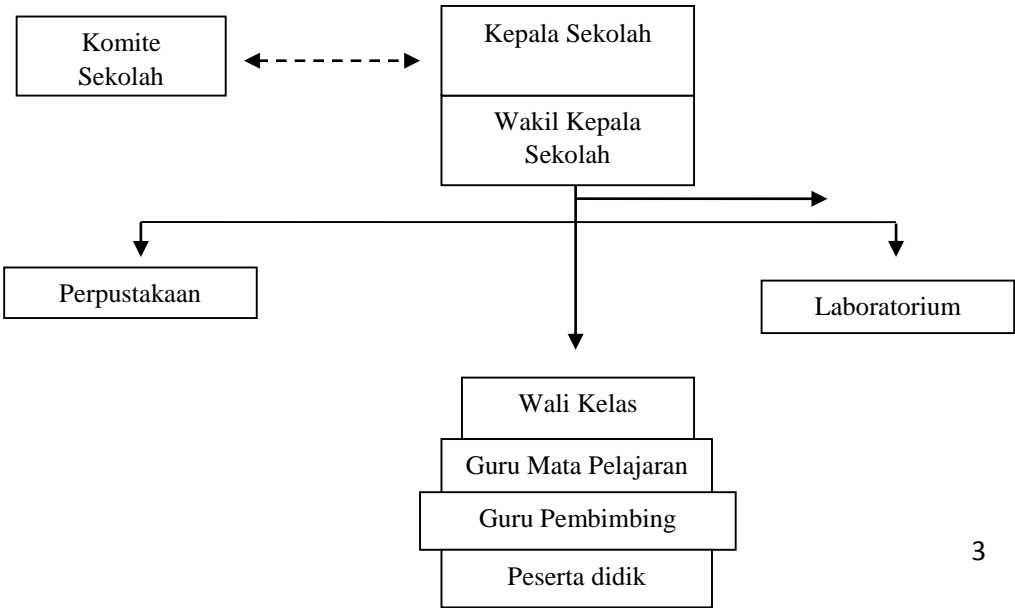 Komite
Sekolah
Kepala Sekolah
Wakil Kepala
Sekolah
Perpustakaan
Laboratorium
Wali Kelas
Guru Mata Pelajaran
Guru Pembimbing
Peserta didik
3